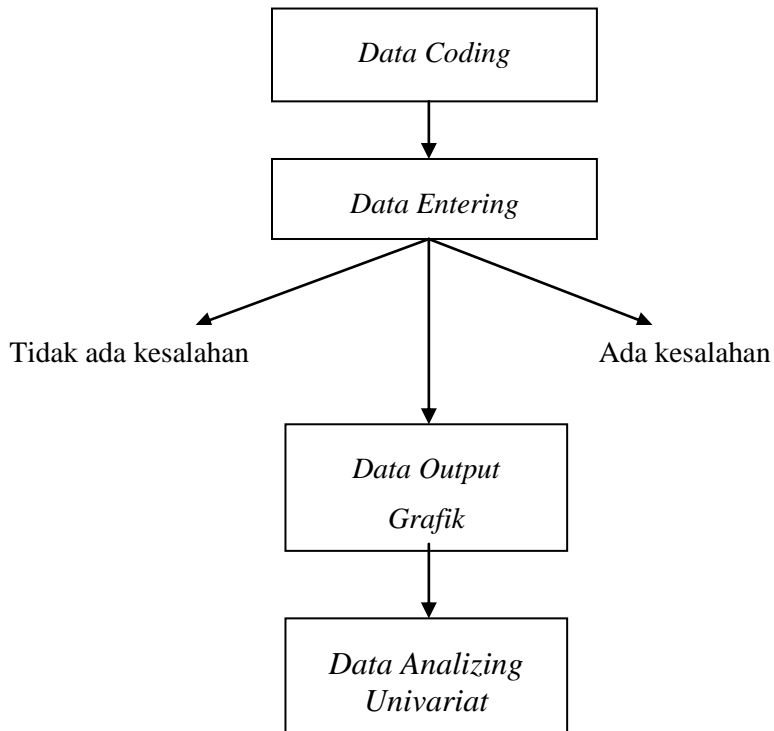 Data Coding
Data Entering
Tidak ada kesalahan
Ada kesalahan
Data Output
Grafik
Data Analizing
Univariat